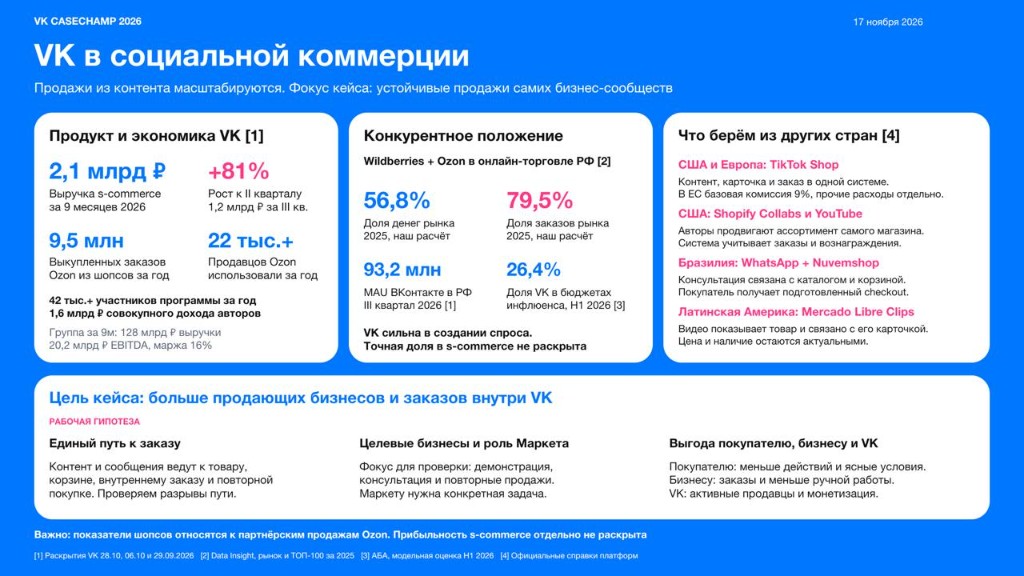 VK CASECHAMP 2026
17 ноября 2026
VK в социальной коммерции
Продажи из контента масштабируются. Фокус кейса: устойчивые продажи самих бизнес-сообществ
Продукт и экономика VK [1]
2,1 млрд ₽
+81%
Выручка s-commerce
за 9 месяцев 2026
Рост к II кварталу
1,2 млрд ₽ за III кв.
9,5 млн
22 тыс.+
Выкупленных заказов
Ozon из шопсов за год
Продавцов Ozon
использовали за год
42 тыс.+ участников программы за год
1,6 млрд ₽ совокупного дохода авторов
Группа за 9м: 128 млрд ₽ выручки
20,2 млрд ₽ EBITDA, маржа 16%
Конкурентное положение
Wildberries + Ozon в онлайн-торговле РФ [2]
56,8%
79,5%
Доля денег рынка
2025, наш расчёт
Доля заказов рынка
2025, наш расчёт
93,2 млн
26,4%
MAU ВКонтакте в РФ
III квартал 2026 [1]
Доля VK в бюджетах
инфлюенса, H1 2026 [3]
VK сильна в создании спроса.
Точная доля в s-commerce не раскрыта
Что берём из других стран [4]
США и Европа: TikTok Shop
Контент, карточка и заказ в одной системе.
В ЕС базовая комиссия 9%, прочие расходы отдельно.
США: Shopify Collabs и YouTube
Авторы продвигают ассортимент самого магазина.
Система учитывает заказы и вознаграждения.
Бразилия: WhatsApp + Nuvemshop
Консультация связана с каталогом и корзиной.
Покупатель получает подготовленный checkout.
Латинская Америка: Mercado Libre Clips
Видео показывает товар и связано с его карточкой.
Цена и наличие остаются актуальными.
Цель кейса: больше продающих бизнесов и заказов внутри VK
РАБОЧАЯ ГИПОТЕЗА
Единый путь к заказу
Контент и сообщения ведут к товару,
корзине, внутреннему заказу и повторной
покупке. Проверяем разрывы пути.
Целевые бизнесы и роль Маркета
Фокус для проверки: демонстрация,
консультация и повторные продажи.
Маркету нужна конкретная задача.
Выгода покупателю, бизнесу и VK
Покупателю: меньше действий и ясные условия.
Бизнесу: заказы и меньше ручной работы.
VK: активные продавцы и монетизация.
Важно: показатели шопсов относятся к партнёрским продажам Ozon. Прибыльность s-commerce отдельно не раскрыта
[1] Раскрытия VK 28.10, 06.10 и 29.09.2026 [2] Data Insight, рынок и ТОП-100 за 2025 [3] АБА, модельная оценка H1 2026 [4] Официальные справки платформ